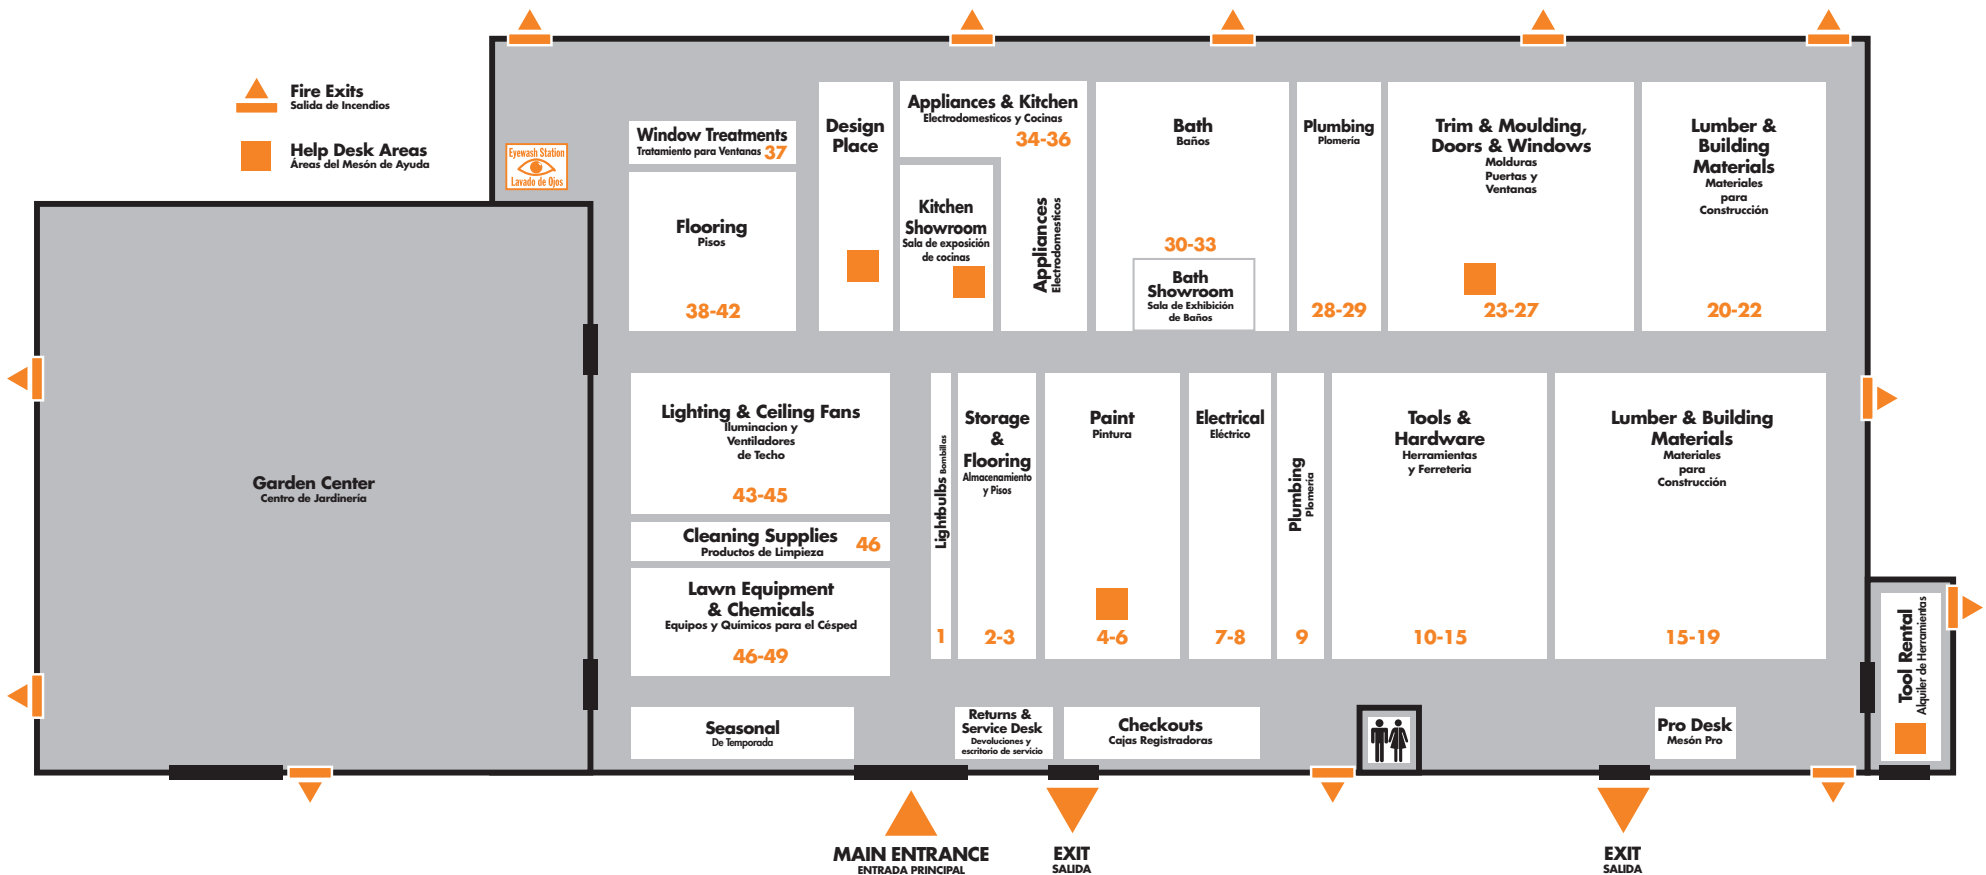 Fire Exits
Salida de Incendios
Help Desk Areas
Áreas del Mesón de Ayuda
Eyewash Station
Lavado de Ojos
Window Treatments
Tratamiento para Ventanas 37
Flooring
Pisos
38-42
Design
Place
Appliances & Kitchen
Electrodomesticos y Cocinas
34-36
Kitchen
Showroom
Sala de exposición
de cocinas
Appliances
Electrodomesticos
Bath
Baños
30-33
Bath
Showroom
Sala de Exhibición
de Baños
Plumbing
Plomería
28-29
Trim & Moulding,
Doors & Windows
Molduras
Puertas y
Ventanas
23-27
Lumber &
Building
Materials
Materiales
para
Construcción
20-22
Garden Center
Centro de Jardinería
Lighting & Ceiling Fans
Iluminacion y
Ventiladores
de Techo
43-45
Cleaning Supplies 46
Productos de Limpieza
Lawn Equipment
& Chemicals
Equipos y Químicos para el Césped
46-49
Lightbulbs Bombillas
1
Storage
&
Flooring
Almacenamiento
y Pisos
2-3
Paint
Pintura
4-6
Electrical
Eléctrico
7-8
Plumbing
Plomería
9
Tools &
Hardware
Herramientas
y Ferreteria
10-15
Lumber & Building
Materials
Materiales
para
Construcción
15-19
Tool Rental
Alquiler de Herramientas
Seasonal
De Temporada
Returns &
Service Desk
Devoluciones y
escritorio de servicio
Checkouts
Cajas Registradoras
Pro Desk
Mesón Pro
MAIN ENTRANCE
ENTRADA PRINCIPAL
EXIT
SALIDA
EXIT
SALIDA